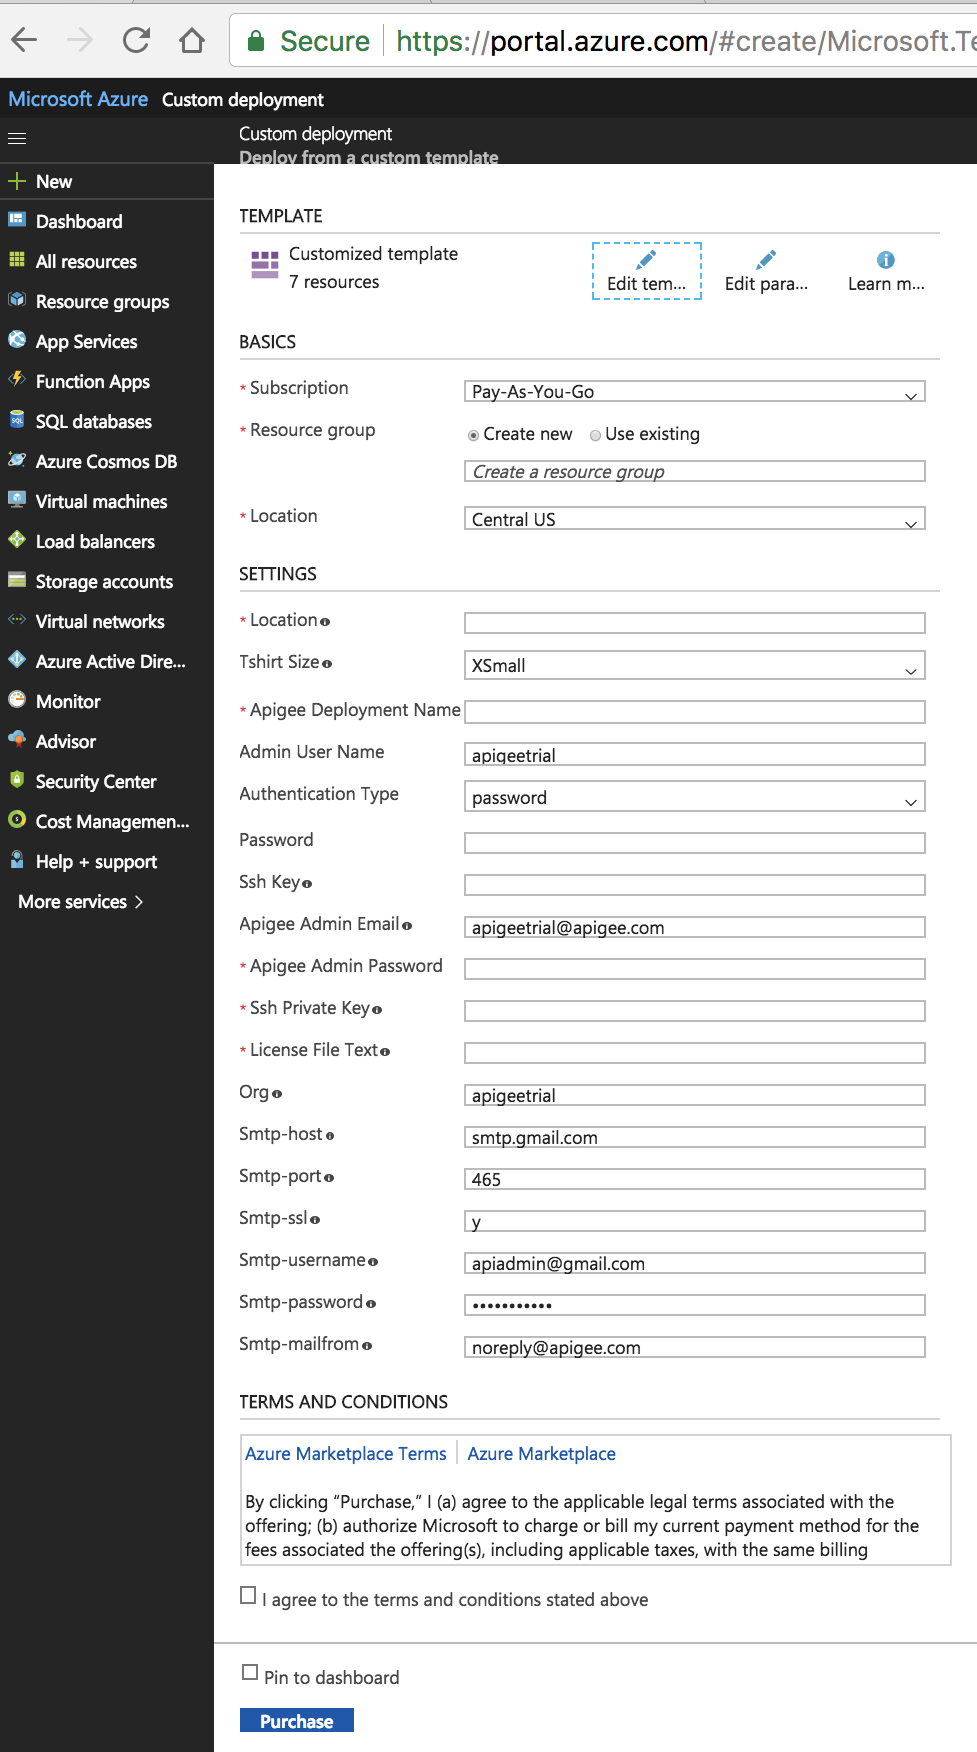 Secure https://portal.azure.com/#create/Microsoft.Te
Microsoft Azure Custom deployment
Custom deployment
Deploy from a custom template
New
Dashboard
All resources
Resource groups
App Services
Function Apps
SQL databases
Azure Cosmos DB
Virtual machines
Load balancers
Storage accounts
Virtual networks
Azure Active Dire...
Monitor
Advisor
Security Center
Cost Managemen...
Help + support
More services >
TEMPLATE
Customized template
7 resources
Edit tem...
Edit para...
Learn m...
BASICS
* Subscription
Pay-As-You-Go
* Resource group
Create new Use existing
Create a resource group
* Location
Central US
SETTINGS
* Location
Tshirt Size
XSmall
* Apigee Deployment Name
Admin User Name
apigeetrial
Authentication Type
password
Password
Ssh Key
Apigee Admin Email
apigeetrial@apigee.com
* Apigee Admin Password
* Ssh Private Key
* License File Text
Org
apigeetrial
Smtp-host
smtp.gmail.com
Smtp-port
465
Smtp-ssl
y
Smtp-username
apiadmin@gmail.com
Smtp-password
•••••••••••
Smtp-mailfrom
noreply@apigee.com
TERMS AND CONDITIONS
Azure Marketplace Terms | Azure Marketplace
By clicking “Purchase,” I (a) agree to the applicable legal terms associated with the
offering; (b) authorize Microsoft to charge or bill my current payment method for the
fees associated the offering(s), including applicable taxes, with the same billing
I agree to the terms and conditions stated above
Pin to dashboard
Purchase